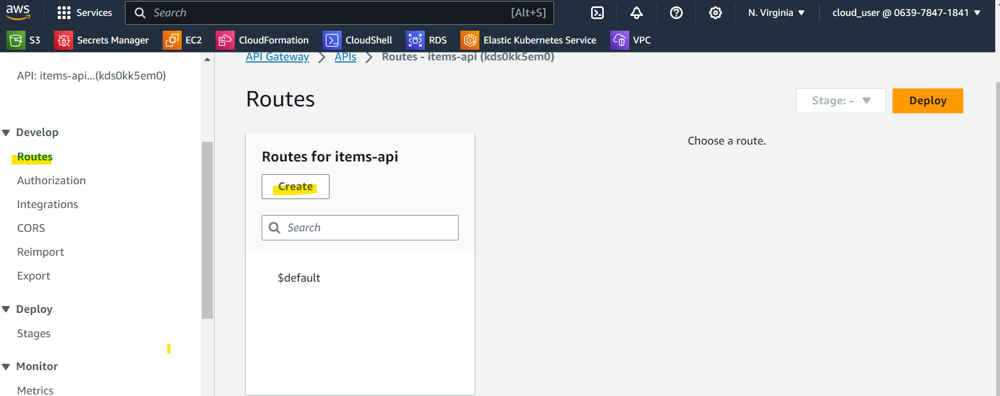 aws
Services
Search
[Alt+S]
N. Virginia
cloud_user @ 0639-7847-1841
S3
Secrets Manager
EC2
CloudFormation
CloudShell
RDS
Elastic Kubernetes Service
VPC
API: items-api...(kds0kk5em0)
Develop
Routes
Authorization
Integrations
CORS
Reimport
Export
Deploy
Stages
Monitor
Metrics
API Gateway
APIs
Routes - items-api (kds0kk5em0)
Routes
Stage: -
Deploy
Routes for items-api
Create
Search
$default
Choose a route.